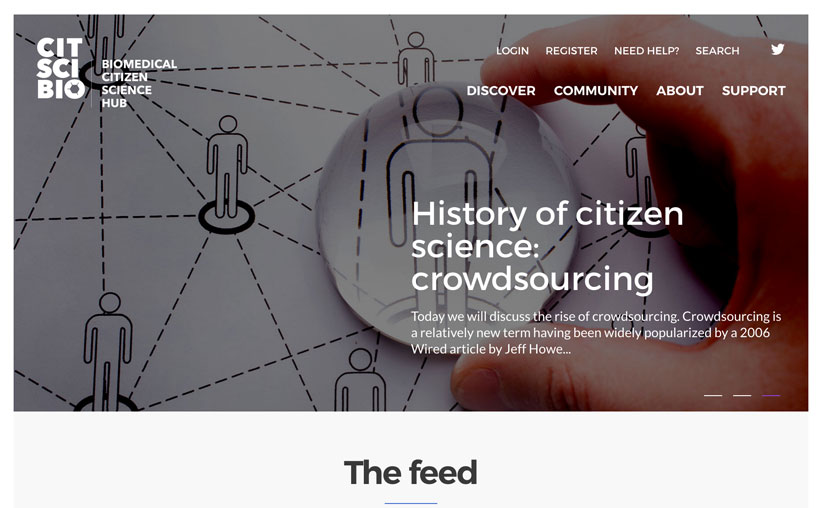 CIT
SCI
BIO
BIOMEDICAL
CITIZEN
SCIENCE
HUB
LOGIN REGISTER NEED HELP? SEARCH
DISCOVER COMMUNITY ABOUT SUPPORT
History of citizen
science:
crowdsourcing
Today we will discuss the rise of crowdsourcing. Crowdsourcing is
a relatively new term having been widely popularized by a 2006
Wired article by Jeff Howe...
The feed